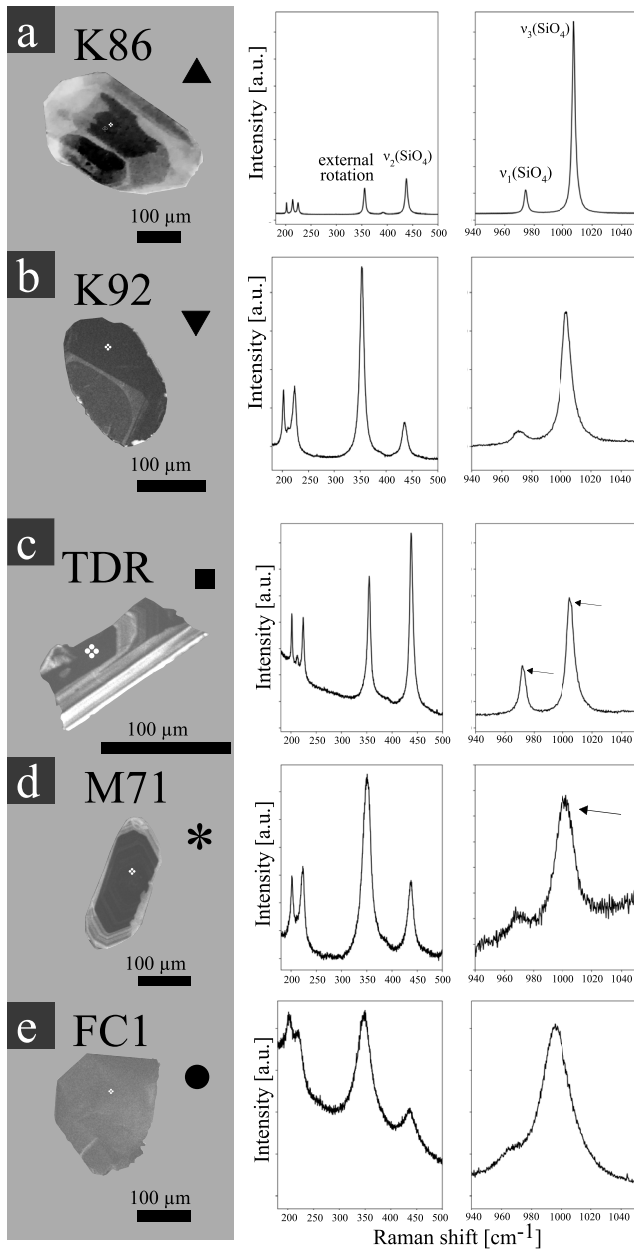 a
K86
100 µm
Intensity [a.u.]
external
rotation
ν2(SiO4)
200 250 300 350 400 450 500
ν3(SiO4)
ν1(SiO4)
940 960 980 1000 1020 1040
b
K92
100 µm
Intensity [a.u.]
200 250 300 350 400 450 500
940 960 980 1000 1020 1040
c
TDR
100 µm
Intensity [a.u.]
200 250 300 350 400 450 500
940 960 980 1000 1020 1040
d
M71
*
100 µm
Intensity [a.u.]
200 250 300 350 400 450 500
940 960 980 1000 1020 1040
e
FC1
100 µm
Intensity [a.u.]
200 250 300 350 400 450 500
940 960 980 1000 1020 1040
Raman shift [cm-1]